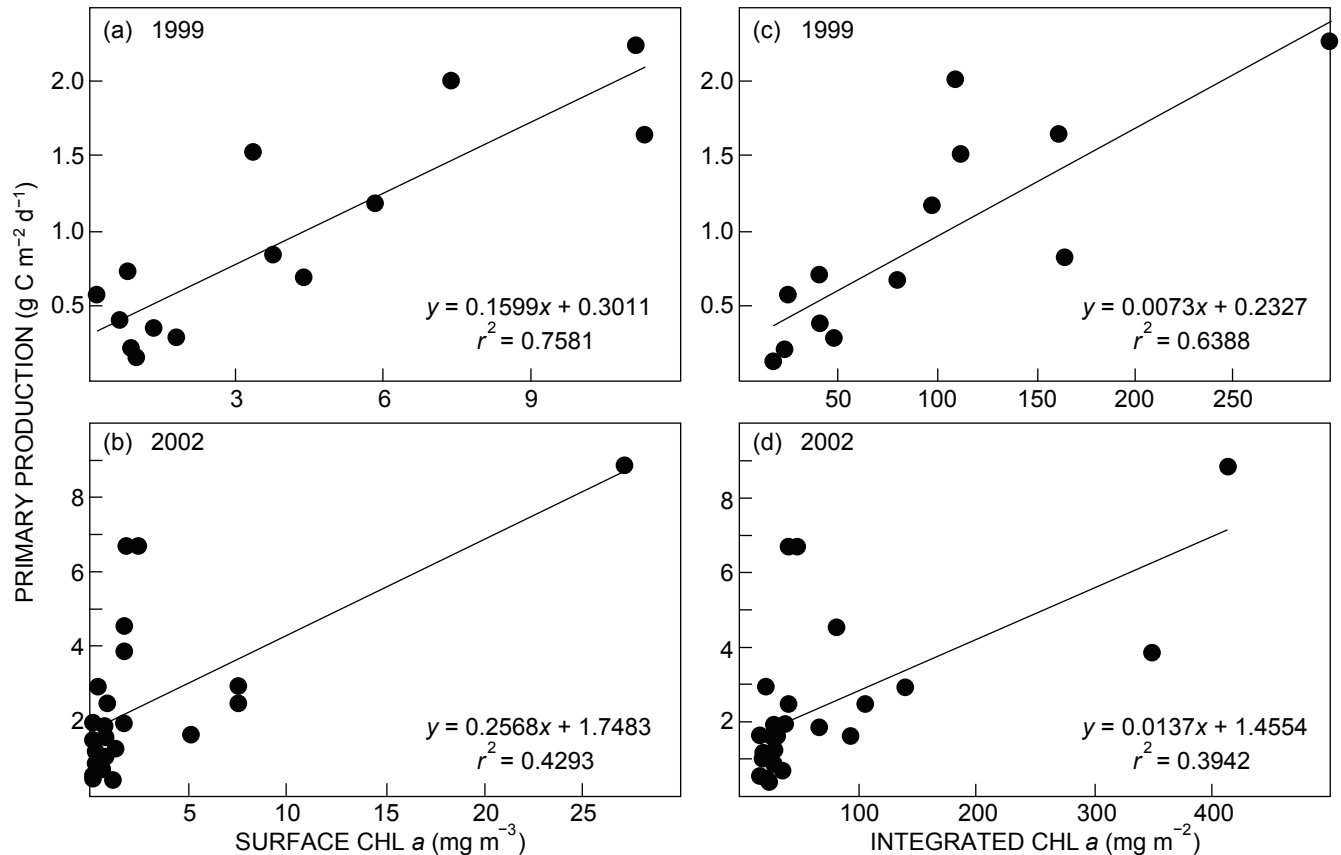 PRIMARY PRODUCTION (g C m⁻² d⁻¹)
(a) 1999
2.0
1.5
1.0
0.5
y = 0.1599x + 0.3011
r² = 0.7581
3 6 9
(c) 1999
2.0
1.5
1.0
0.5
y = 0.0073x + 0.2327
r² = 0.6388
50 100 150 200 250
(b) 2002
8
6
4
2
y = 0.2568x + 1.7483
r² = 0.4293
5 10 15 20 25
SURFACE CHL a (mg m⁻³)
(d) 2002
8
6
4
2
y = 0.0137x + 1.4554
r² = 0.3942
100 200 300 400
INTEGRATED CHL a (mg m⁻²)